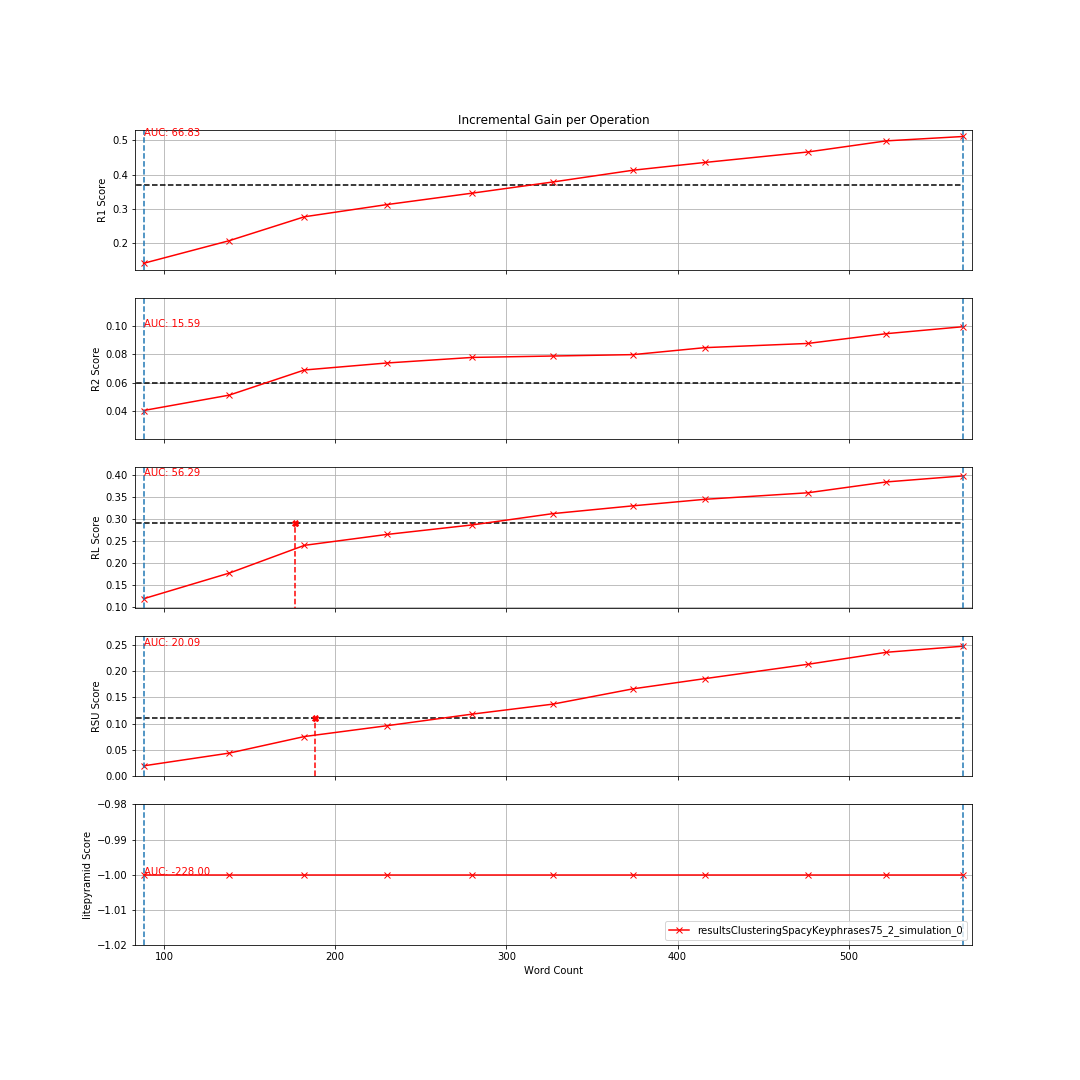 Incremental Gain per Operation
AUC: 66.83
0.5
0.4
0.3
0.2
R1 Score
AUC: 15.59
0.10
0.08
0.06
0.04
R2 Score
AUC: 56.29
0.40
0.35
0.30
0.25
0.20
0.15
0.10
RL Score
AUC: 20.09
0.25
0.20
0.15
0.10
0.05
0.00
RSU Score
−0.98
−0.99
−1.00
−1.01
−1.02
litepyramid Score
AUC: -228.00
resultsClusteringSpacyKeyphrases75_2_simulation_0
100 200 300 400 500
Word Count